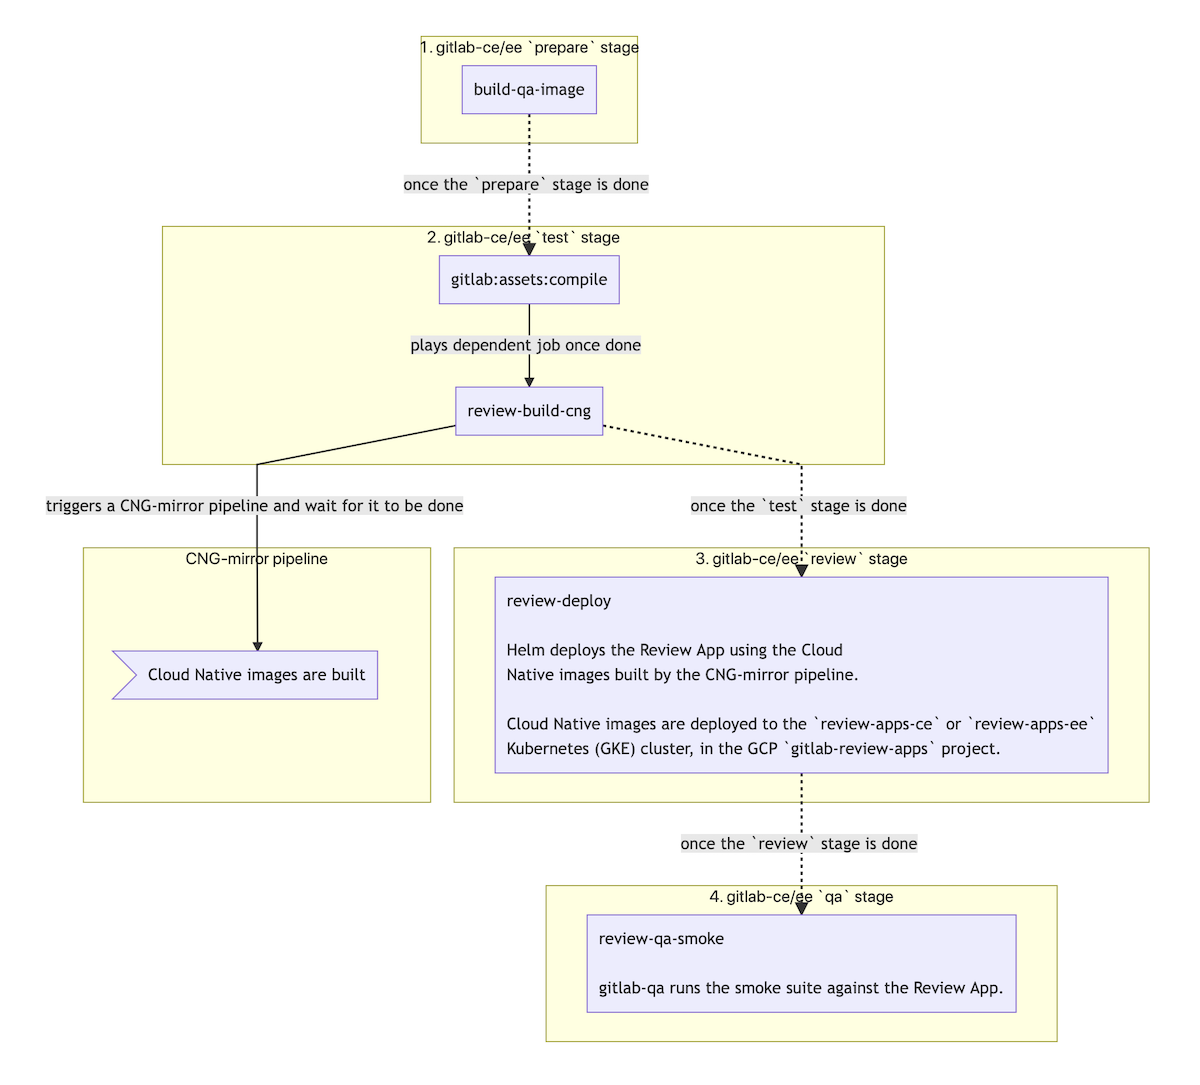 1. gitlab-ce/ee `prepare` stage
build-qa-image
once the `prepare` stage is done
2. gitlab-ce/ee `test` stage
gitlab:assets:compile
plays dependent job once done
review-build-cng
triggers a CNG-mirror pipeline and wait for it to be done
once the `test` stage is done
CNG-mirror pipeline
Cloud Native images are built
3. gitlab-ce/ee `review` stage
review-deploy
Helm deploys the Review App using the Cloud
Native images built by the CNG-mirror pipeline.
Cloud Native images are deployed to the `review-apps-ce` or `review-apps-ee`
Kubernetes (GKE) cluster, in the GCP `gitlab-review-apps` project.
once the `review` stage is done
4. gitlab-ce/ee `qa` stage
review-qa-smoke
gitlab-qa runs the smoke suite against the Review App.